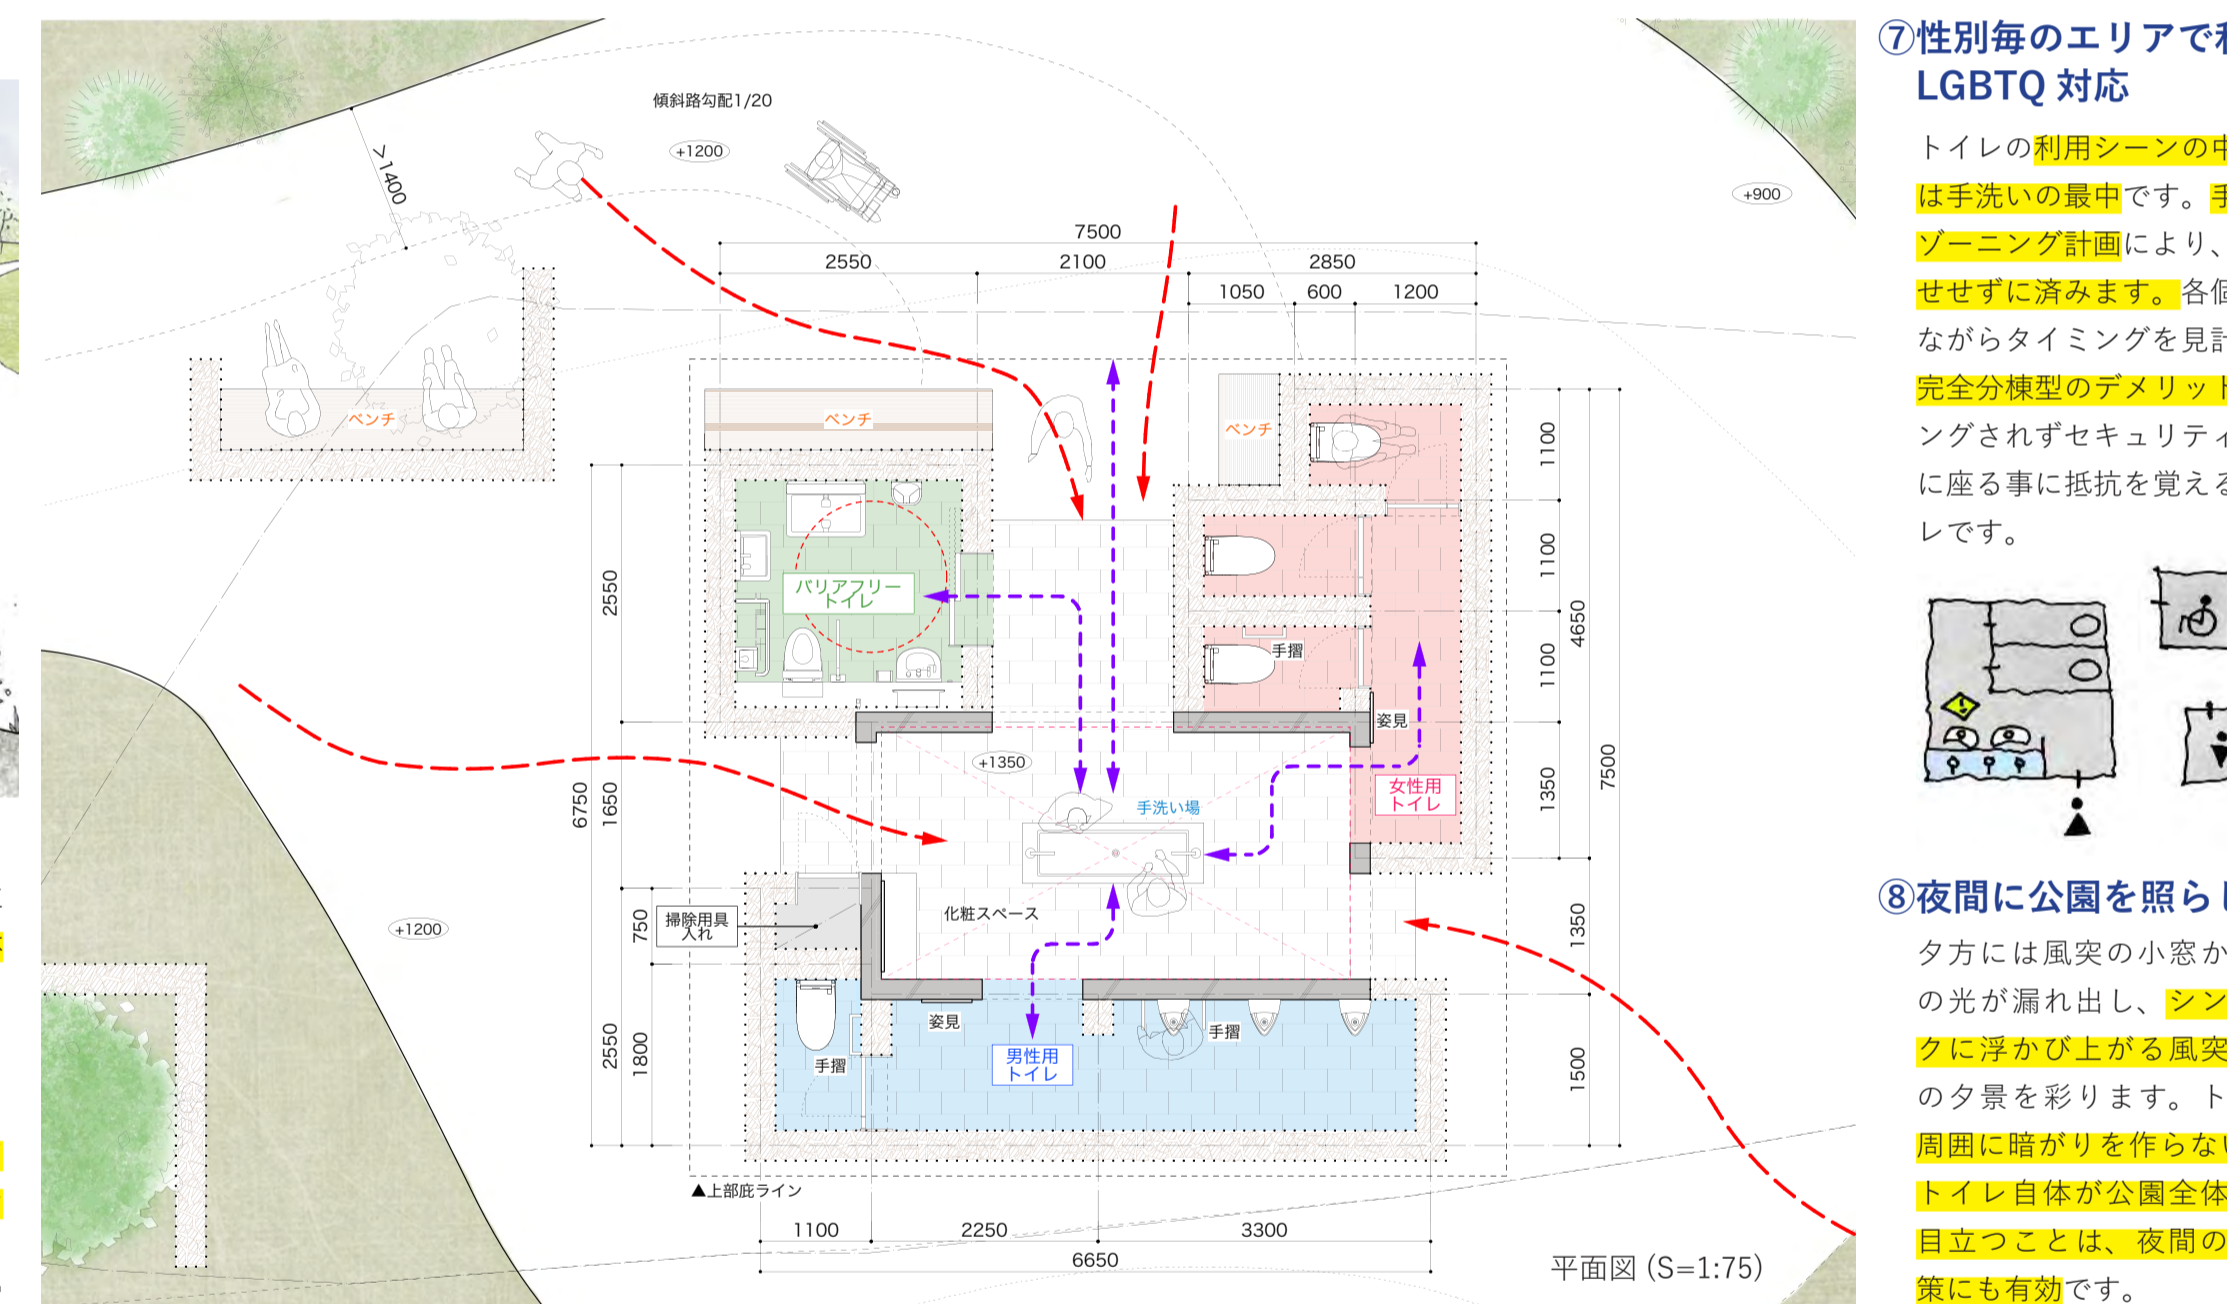 傾斜路勾配1/20
+1200
>1400
+900
7500
2550
2100
2850
1050
600
1200
ベンチ
ベンチ
ベンチ
1100
1100
1100
4650
7500
1350
1350
1500
2550
6750
1650
750
2550
1800
バリアフリー
トイレ
手摺
姿見
+1350
女性用
トイレ
手洗い場
化粧スペース
掃除用具
入れ
+1200
姿見
手摺
手摺
男性用
トイレ
▲上部庇ライン
1100
2250
3300
6650
平面図 (S=1:75)
⑦性別毎のエリアで
LGBTQ 対応
トイレの利用シーンの
は手洗いの最中です。
ゾーニング計画により、
せせずに済みます。各個
ながらタイミングを見計
完全分棟型のデメリット
ングされずセキュリティ
に座る事に抵抗を覚える
レです。
⑧夜間に公園を照らし
夕方には風突の小窓か
の光が漏れ出し、シン
クに浮かび上がる風突
の夕景を彩ります。ト
周囲に暗がりを作らない
トイレ自体が公園全体
目立つことは、夜間の
策にも有効です。